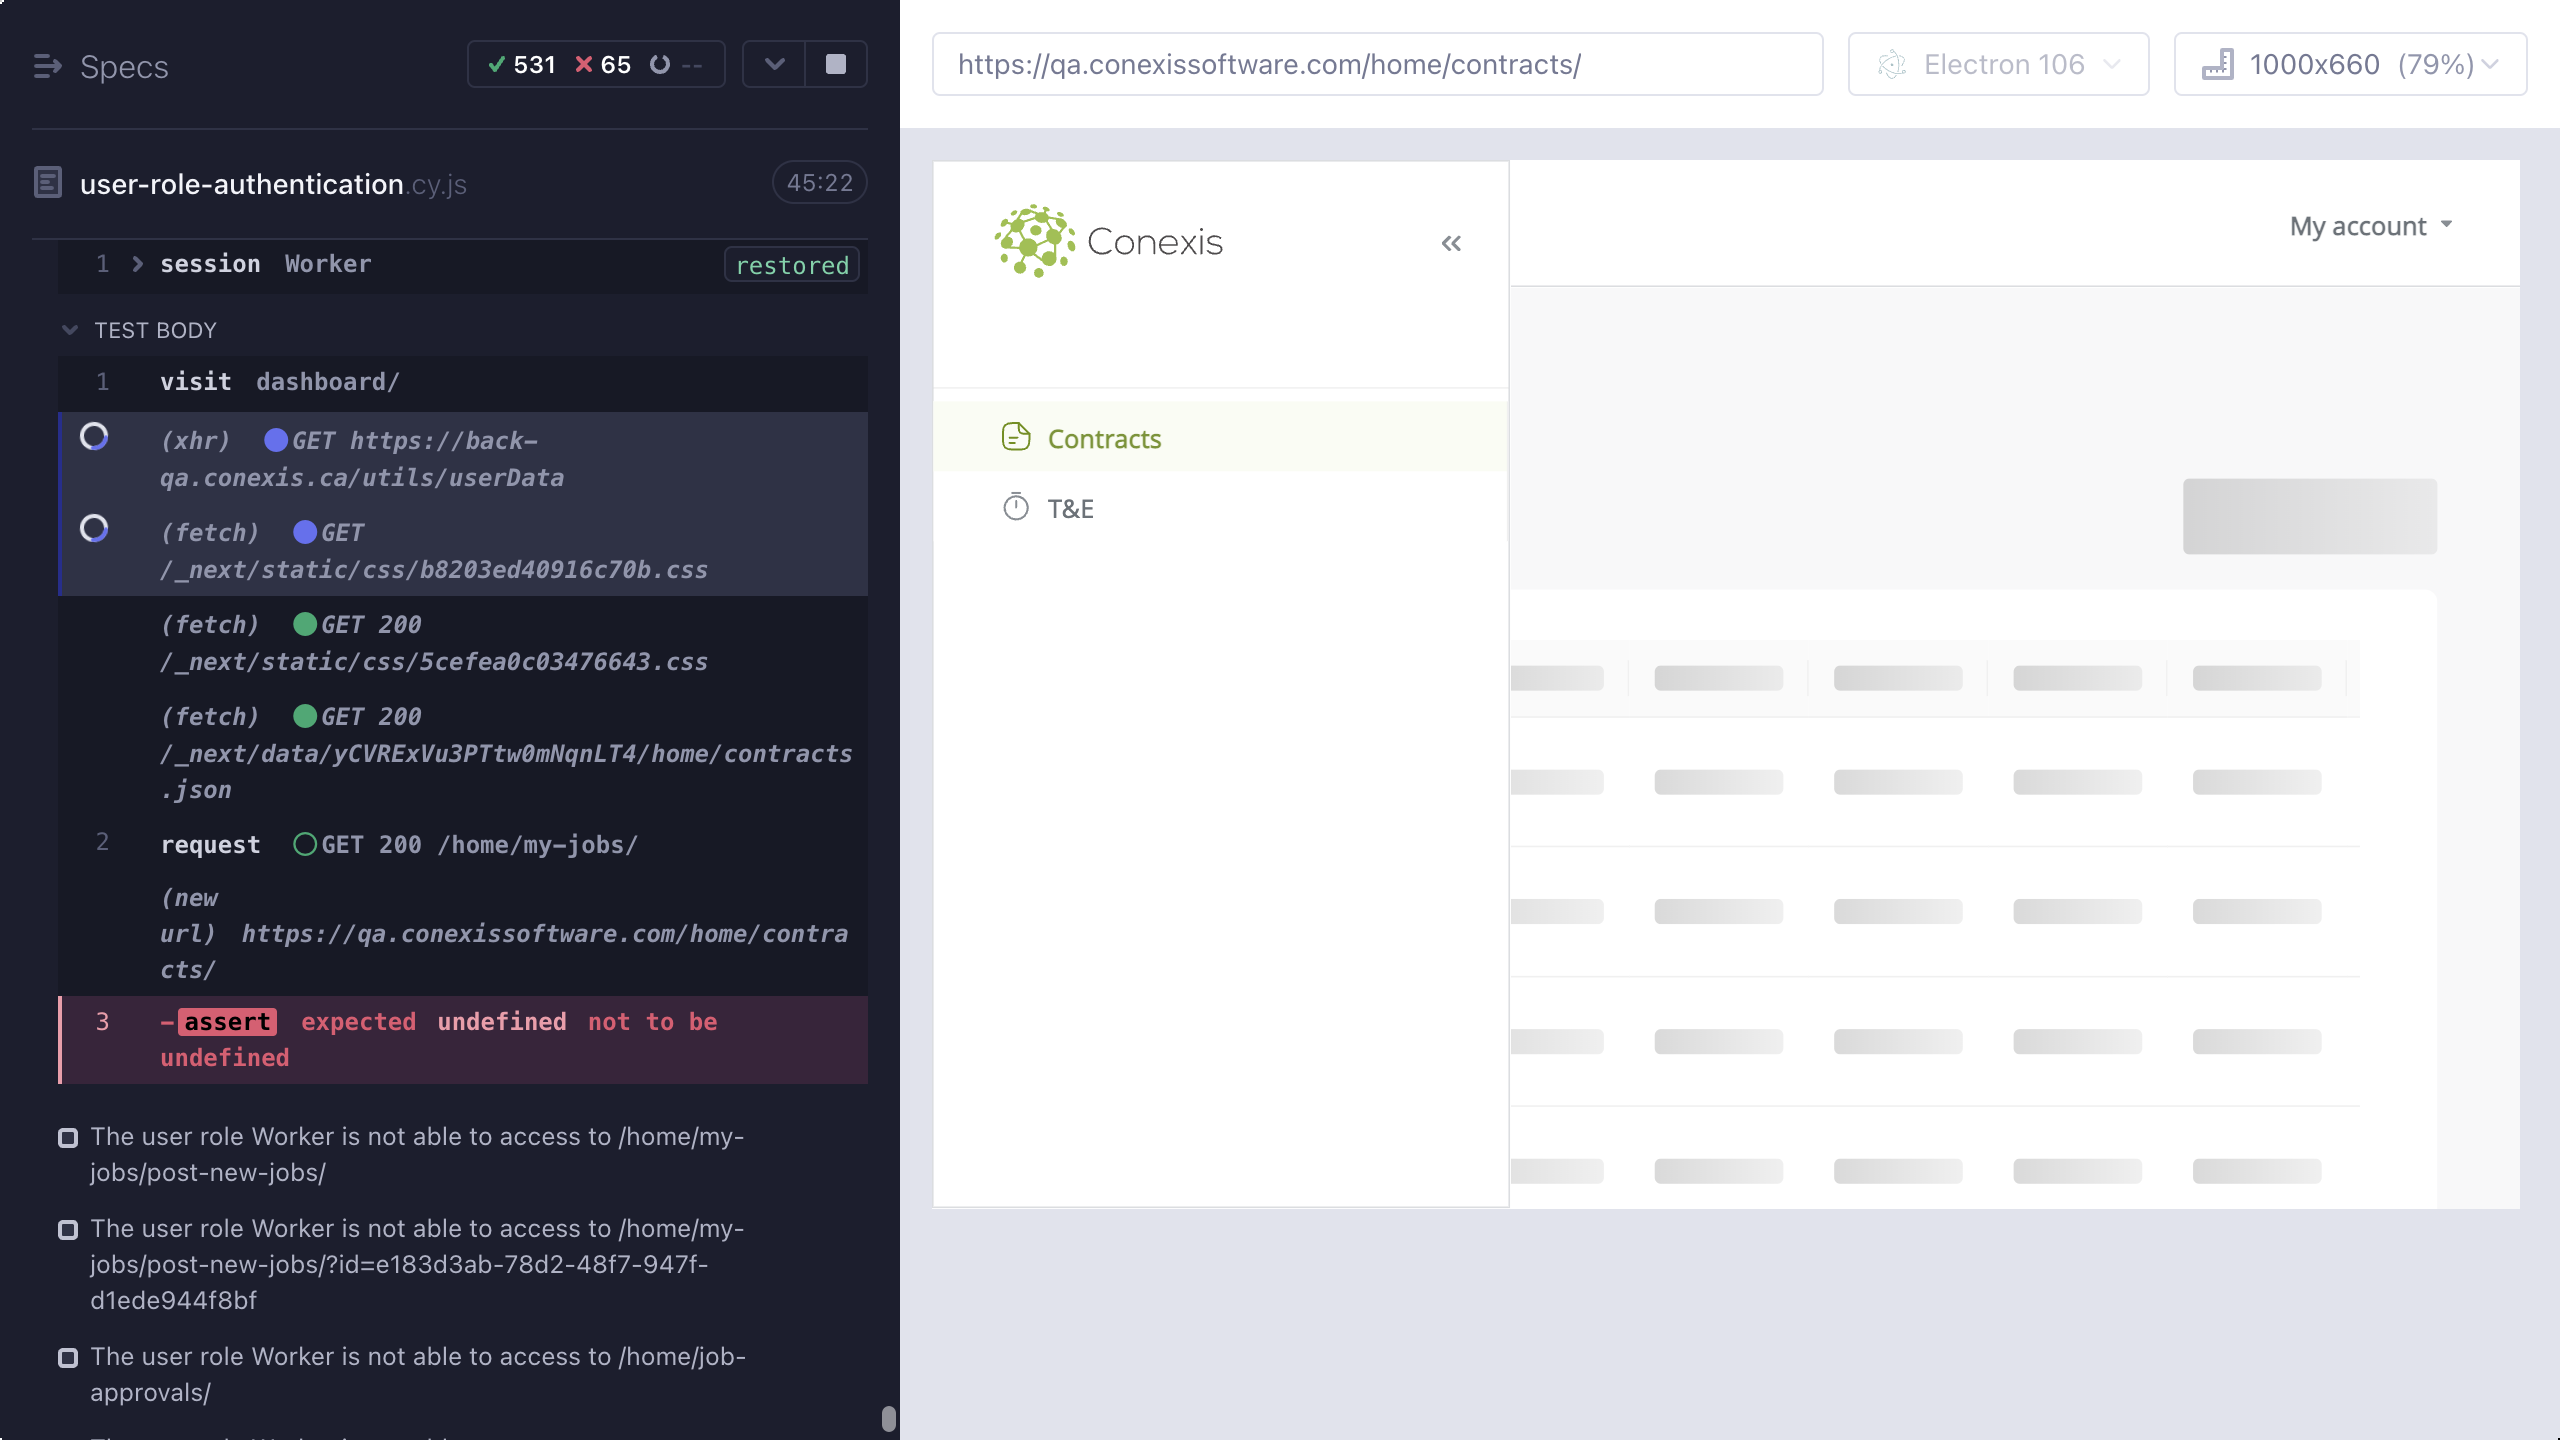 Specs
531 65 --
user-role-authentication.cy.js
45:22
1 session Worker restored
TEST BODY
1 visit dashboard/
(xhr) GET https://back-
qa.conexis.ca/utils/userData
(fetch) GET
/_next/static/css/b8203ed40916c70b.css
(fetch) GET 200
/_next/static/css/5cefea0c03476643.css
(fetch) GET 200
/_next/data/yCVRExVu3PTtw0mNqnLT4/home/contracts
.json
2 request GET 200 /home/my-jobs/
(new
url) https://qa.conexissoftware.com/home/contra
cts/
3 -assert expected undefined not to be
undefined
The user role Worker is not able to access to /home/my-
jobs/post-new-jobs/
The user role Worker is not able to access to /home/my-
jobs/post-new-jobs/?id=e183d3ab-78d2-48f7-947f-
d1ede944f8bf
The user role Worker is not able to access to /home/job-
approvals/
https://qa.conexissoftware.com/home/contracts/
Electron 106
1000x660 (79%)
Conexis
«
My account
Contracts
T&E